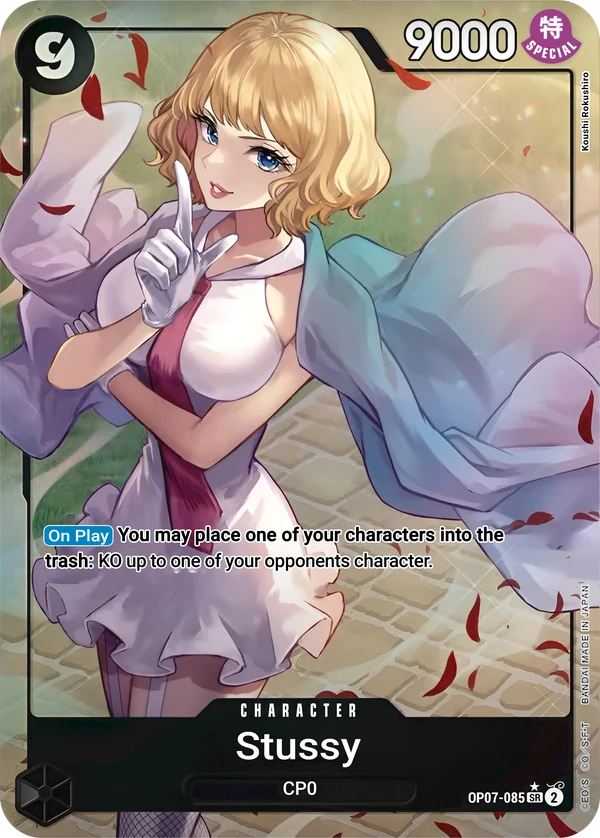 9
9000
特
SPECIAL
Koushi Rokushiro
On Play You may place one of your characters into the
trash: KO up to one of your opponents character.
CHARACTER
Stussy
CP0
OP07-085 SR 2
©EO/S ©O/S･F･T BANDAI MADE IN JAPAN